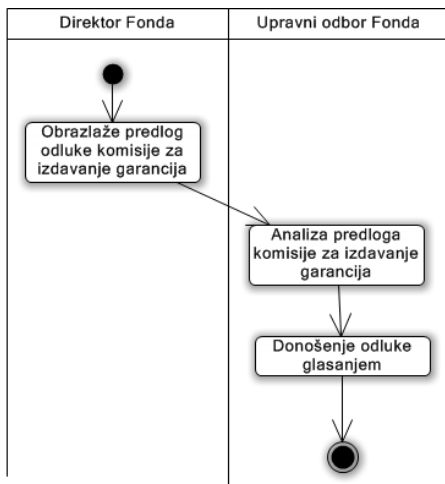 Direktor Fonda
Upravni odbor Fonda
Obrazlaže predlog
odluke komisije za
izdavanje garancija
Analiza predloga
komisije za izdavanje
garancija
Donošenje odluke
glasanjem